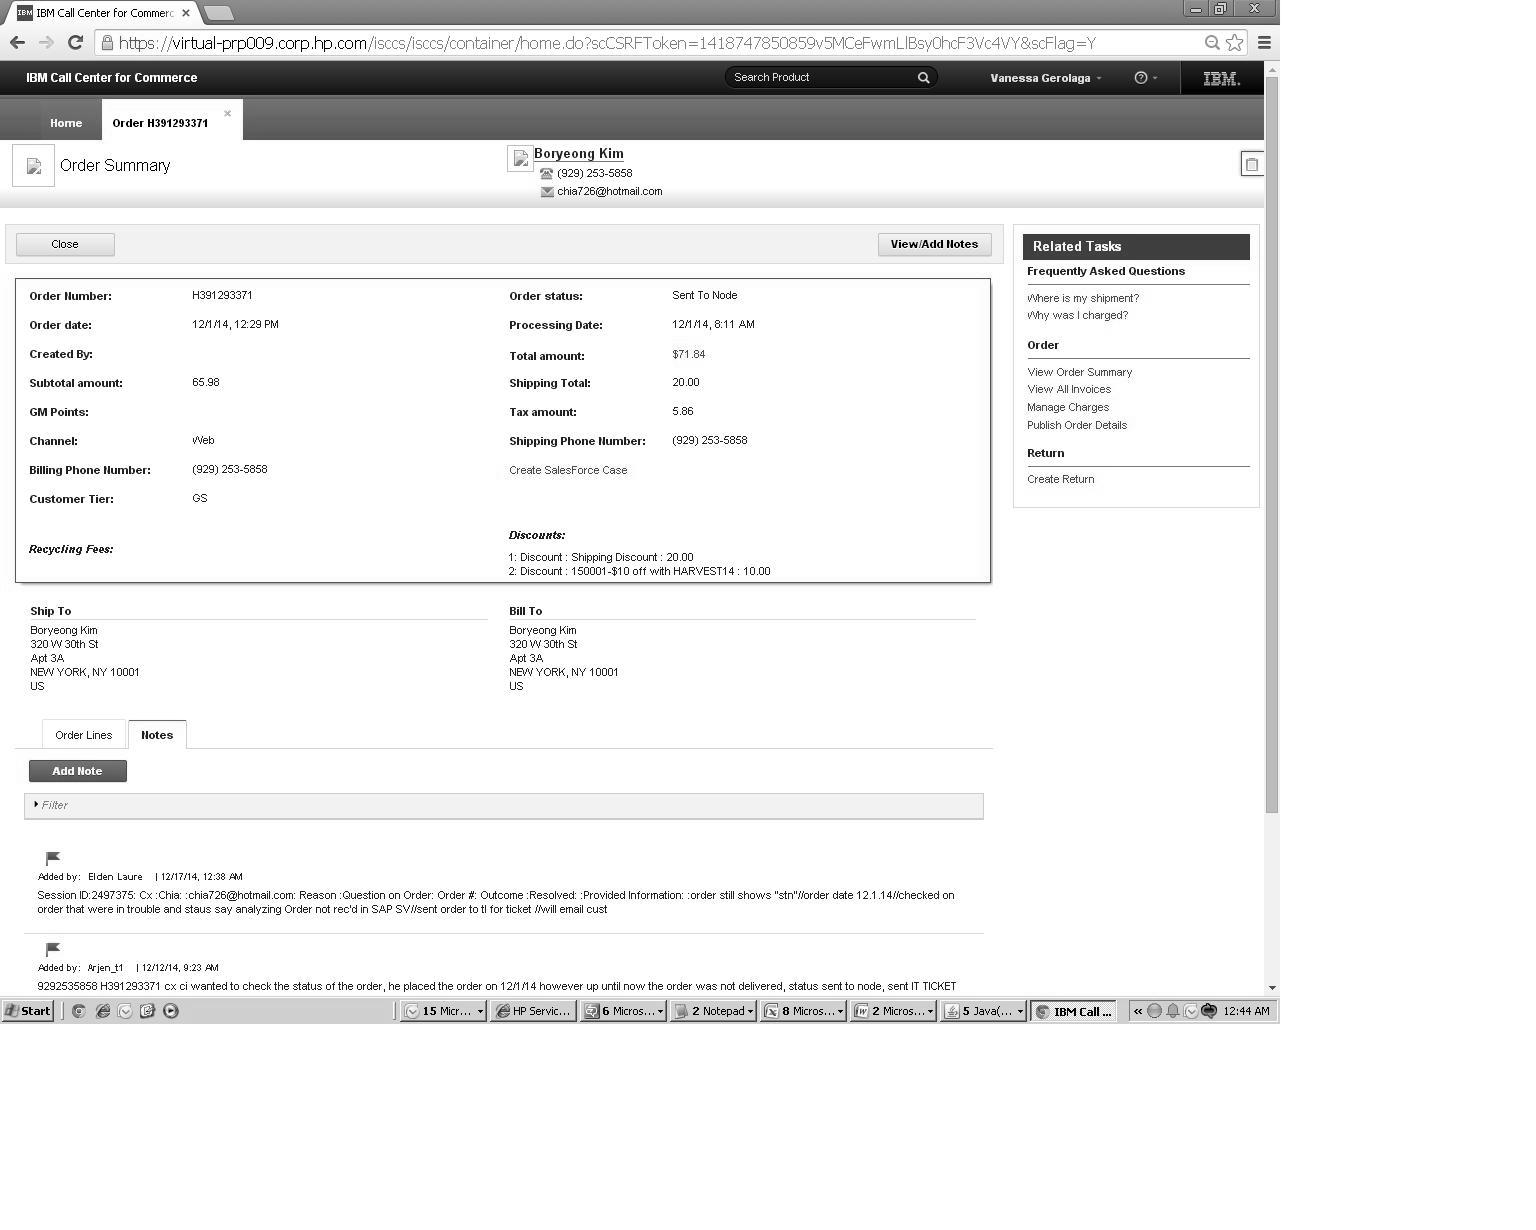 IBM Call Center for Commerc
https://virtual-prp009.corp.hp.com/isccs/isccs/container/home.do?scCSRFToken=1418747850859v5MCeFwmLlBsy0hcF3Vc4VY&scFlag=Y
IBM Call Center for Commerce
Search Product
Vanessa Gerolaga
IBM.
Home
Order H391293371
Order Summary
Boryeong Kim
(929) 253-5858
chia726@hotmail.com
Close
View/Add Notes
Order Number: H391293371
Order status: Sent To Node
Order date: 12/1/14, 12:29 PM
Processing Date: 12/1/14, 8:11 AM
Created By:
Total amount: $71.84
Subtotal amount: 65.98
Shipping Total: 20.00
GM Points:
Tax amount: 5.86
Channel: Web
Shipping Phone Number: (929) 253-5858
Billing Phone Number: (929) 253-5858
Create SalesForce Case
Customer Tier: GS
Recycling Fees:
Discounts:
1: Discount : Shipping Discount : 20.00
2: Discount : 150001-$10 off with HARVEST14 : 10.00
Related Tasks
Frequently Asked Questions
Where is my shipment?
Why was I charged?
Order
View Order Summary
View All Invoices
Manage Charges
Publish Order Details
Return
Create Return
Ship To
Boryeong Kim
320 W 30th St
Apt 3A
NEW YORK, NY 10001
US
Bill To
Boryeong Kim
320 W 30th St
Apt 3A
NEW YORK, NY 10001
US
Order Lines
Notes
Add Note
Filter
Added by: Elden Laure | 12/17/14, 12:38 AM
Session ID:2497375: Cx :Chia: :chia726@hotmail.com: Reason :Question on Order: Order #: Outcome :Resolved: :Provided Information: :order still shows "stn"//order date 12.1.14//checked on
order that were in trouble and staus say analyzing Order not rec'd in SAP SV//sent order to tl for ticket //will email cust
Added by: Arjen_t1 | 12/12/14, 9:23 AM
9292535858 H391293371 cx ci wanted to check the status of the order, he placed the order on 12/1/14 however up until now the order was not delivered, status sent to node, sent IT TICKET
Start
15 Micr...
HP Servic...
6 Micros...
2 Notepad
8 Micros...
2 Micros...
5 Java(...
IBM Call ...
12:44 AM